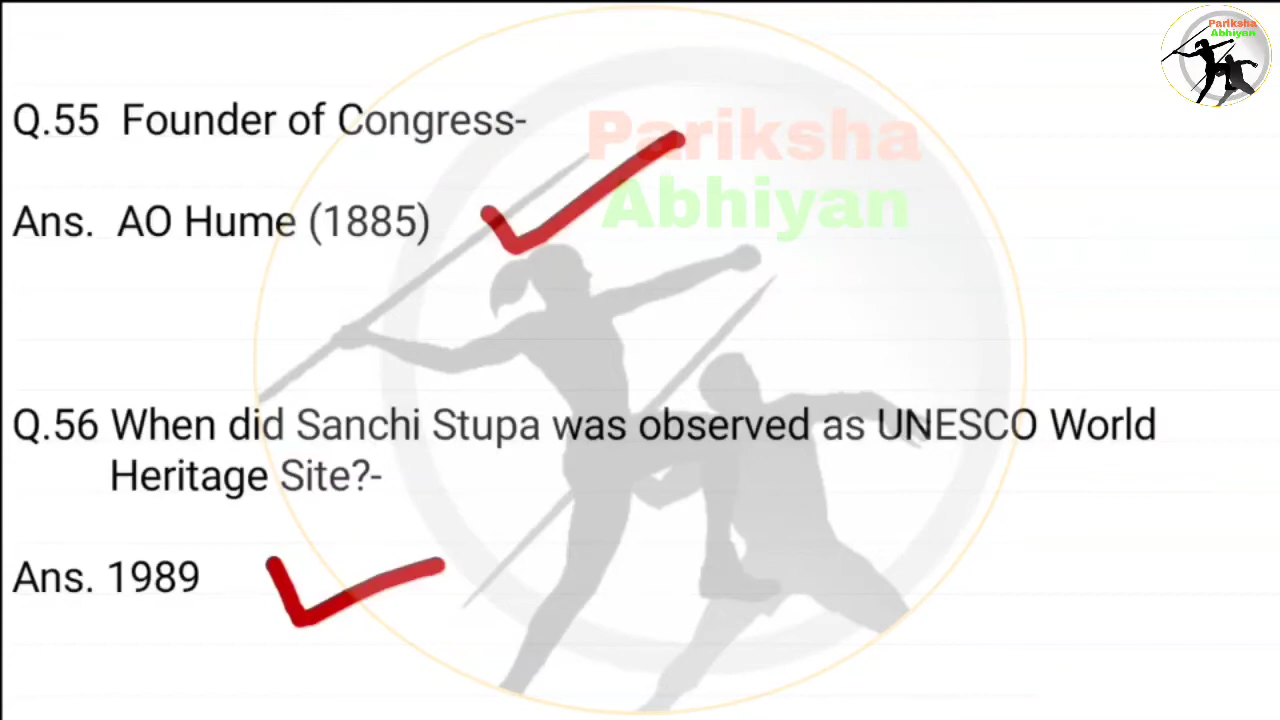 Pariksha
Abhiyan
Q.55 Founder of Congress-
Pariksha
Abhiyan
Ans. AO Hume (1885)
Q.56 When did Sanchi Stupa was observed as UNESCO World
Heritage Site?-
Ans. 1989